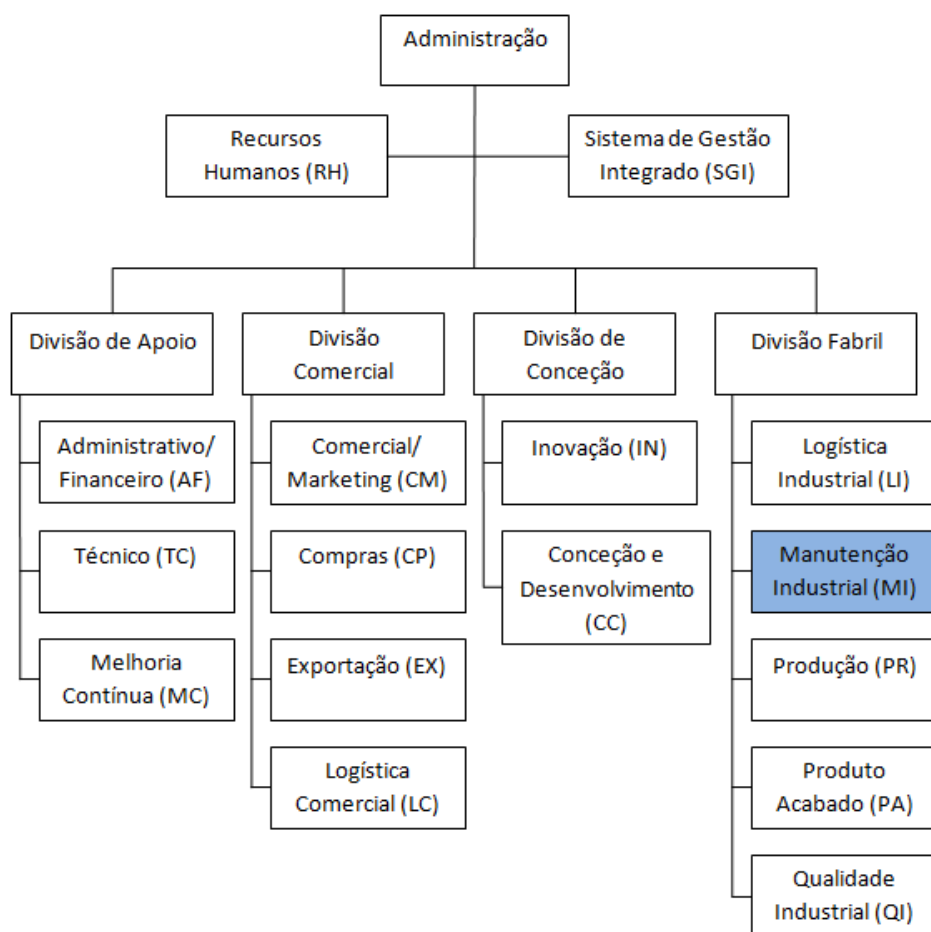 Administração
Recursos
Humanos (RH)
Sistema de Gestão
Integrado (SGI)
Divisão de Apoio
Divisão
Comercial
Divisão de
Conceção
Divisão Fabril
Administrativo/
Financeiro (AF)
Técnico (TC)
Melhoria
Contínua (MC)
Comercial/
Marketing (CM)
Compras (CP)
Exportação (EX)
Logística
Comercial (LC)
Inovação (IN)
Conceção e
Desenvolvimento
(CC)
Logística
Industrial (LI)
Manutenção
Industrial (MI)
Produção (PR)
Produto
Acabado (PA)
Qualidade
Industrial (QI)